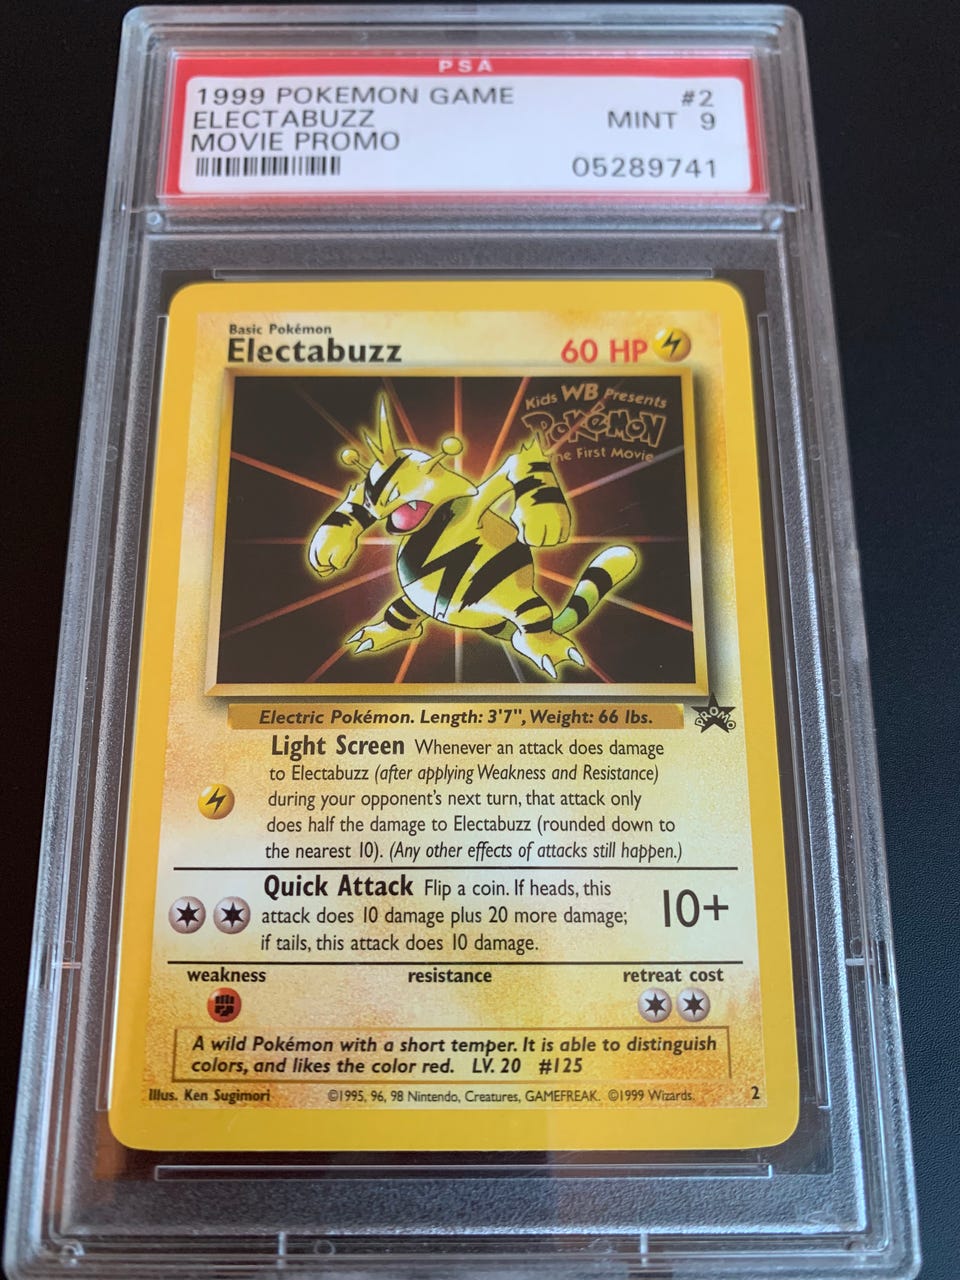 PSA
1999 POKEMON GAME #2
ELECTABUZZ MINT 9
MOVIE PROMO
05289741
Basic Pokémon
Electabuzz 60 HP
Kids WB Presents
POKéMON
The First Movie
Electric Pokémon. Length: 3'7", Weight: 66 lbs.
PROMO
Light Screen Whenever an attack does damage
to Electabuzz (after applying Weakness and Resistance)
during your opponent's next turn, that attack only
does half the damage to Electabuzz (rounded down to
the nearest 10). (Any other effects of attacks still happen.)
Quick Attack Flip a coin. If heads, this
attack does 10 damage plus 20 more damage; 10+
if tails, this attack does 10 damage.
weakness resistance retreat cost
A wild Pokémon with a short temper. It is able to distinguish
colors, and likes the color red. LV. 20 #125
Illus. Ken Sugimori ©1995, 96, 98 Nintendo, Creatures, GAMEFREAK. ©1999 Wizards. 2